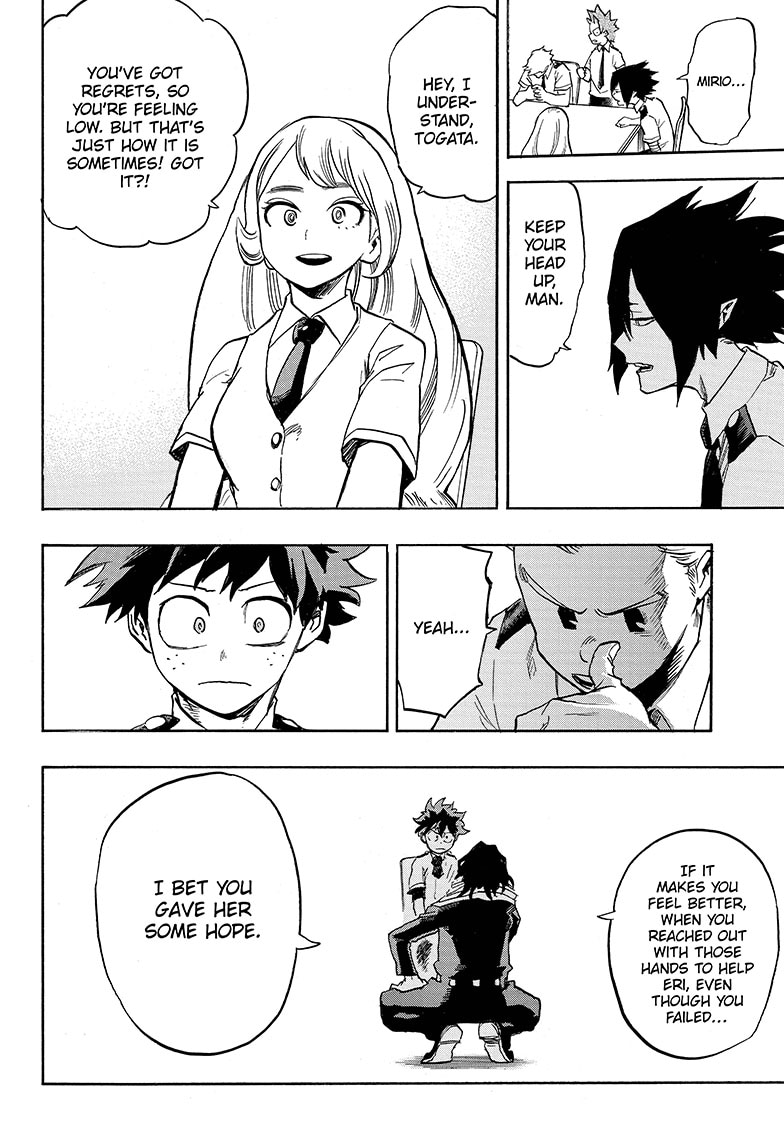 MIRIO...
KEEP
YOUR
HEAD
UP,
MAN.
HEY, I
UNDER-
STAND,
TOGATA.
YOU'VE GOT
REGRETS, SO
YOU'RE FEELING
LOW. BUT THAT'S
JUST HOW IT IS
SOMETIMES! GOT
IT?!
YEAH...
IF IT
MAKES YOU
FEEL BETTER,
WHEN YOU
REACHED OUT
WITH THOSE
HANDS TO HELP
ERI, EVEN
THOUGH YOU
FAILED...
I BET YOU
GAVE HER
SOME HOPE.